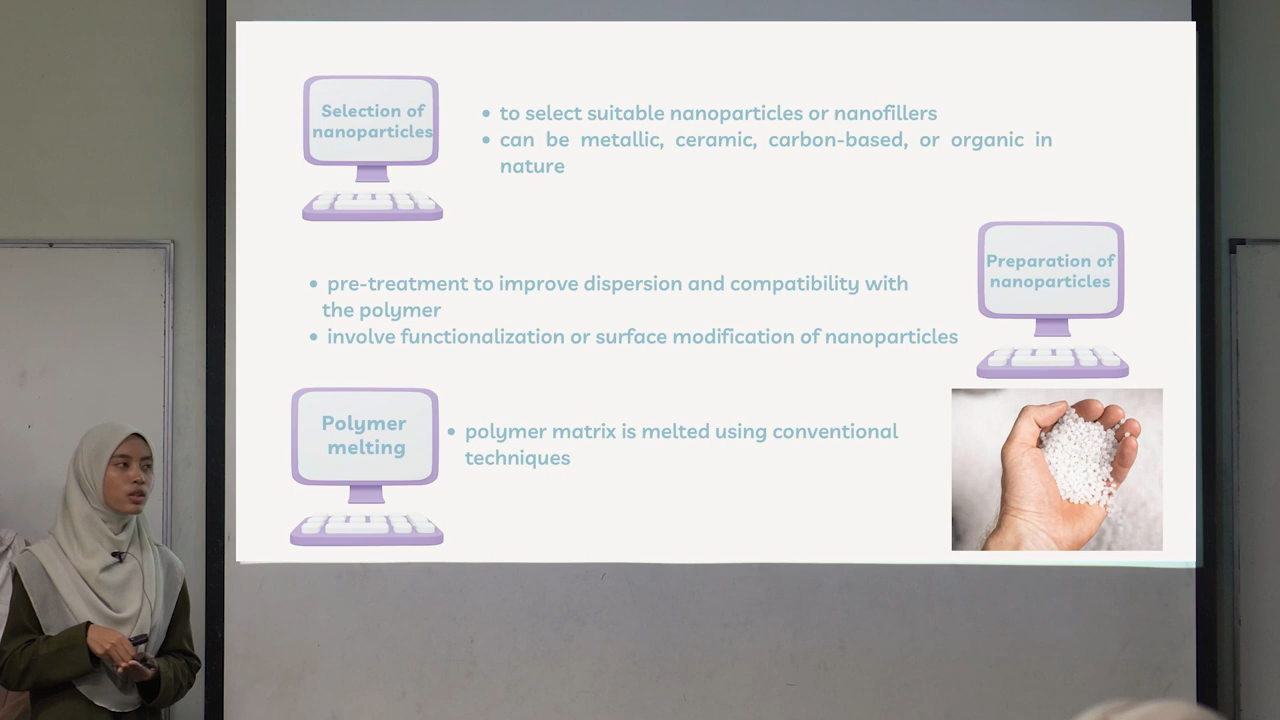 Selection of
nanoparticles
• to select suitable nanoparticles or nanofillers
• can be metallic, ceramic, carbon-based, or organic in
nature
Preparation of
nanoparticles
• pre-treatment to improve dispersion and compatibility with
the polymer
• involve functionalization or surface modification of nanoparticles
Polymer
melting
• polymer matrix is melted using conventional
techniques